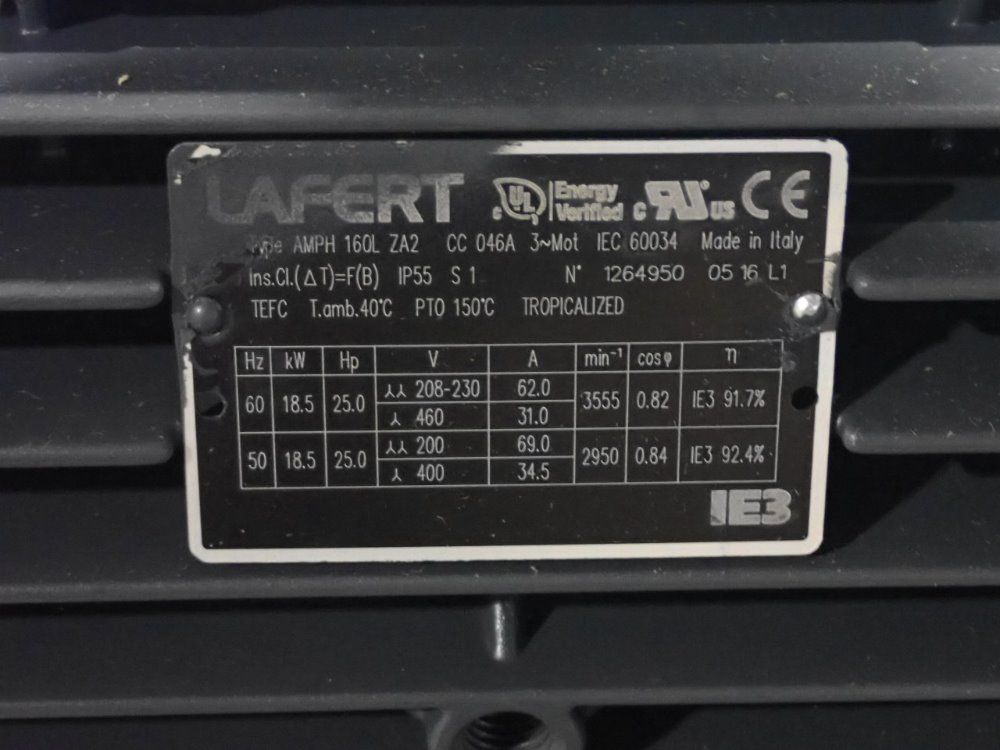 LAFERT c UL Energy Verified c RU us CE
Type AMPH 160L ZA2 CC 046A 3~Mot IEC 60034 Made in Italy
Ins.Cl.(ΔT)=F(B) IP55 S 1 N° 1264950 05 16 L1
TEFC T.amb.40°C PTO 150°C TROPICALIZED
Hz kW Hp V A min⁻¹ cosφ η
60 18.5 25.0 ⅄⅄ 208-230 62.0 3555 0.82 IE3 91.7%
⅄ 460 31.0
50 18.5 25.0 ⅄⅄ 200 69.0 2950 0.84 IE3 92.4%
⅄ 400 34.5
IE3